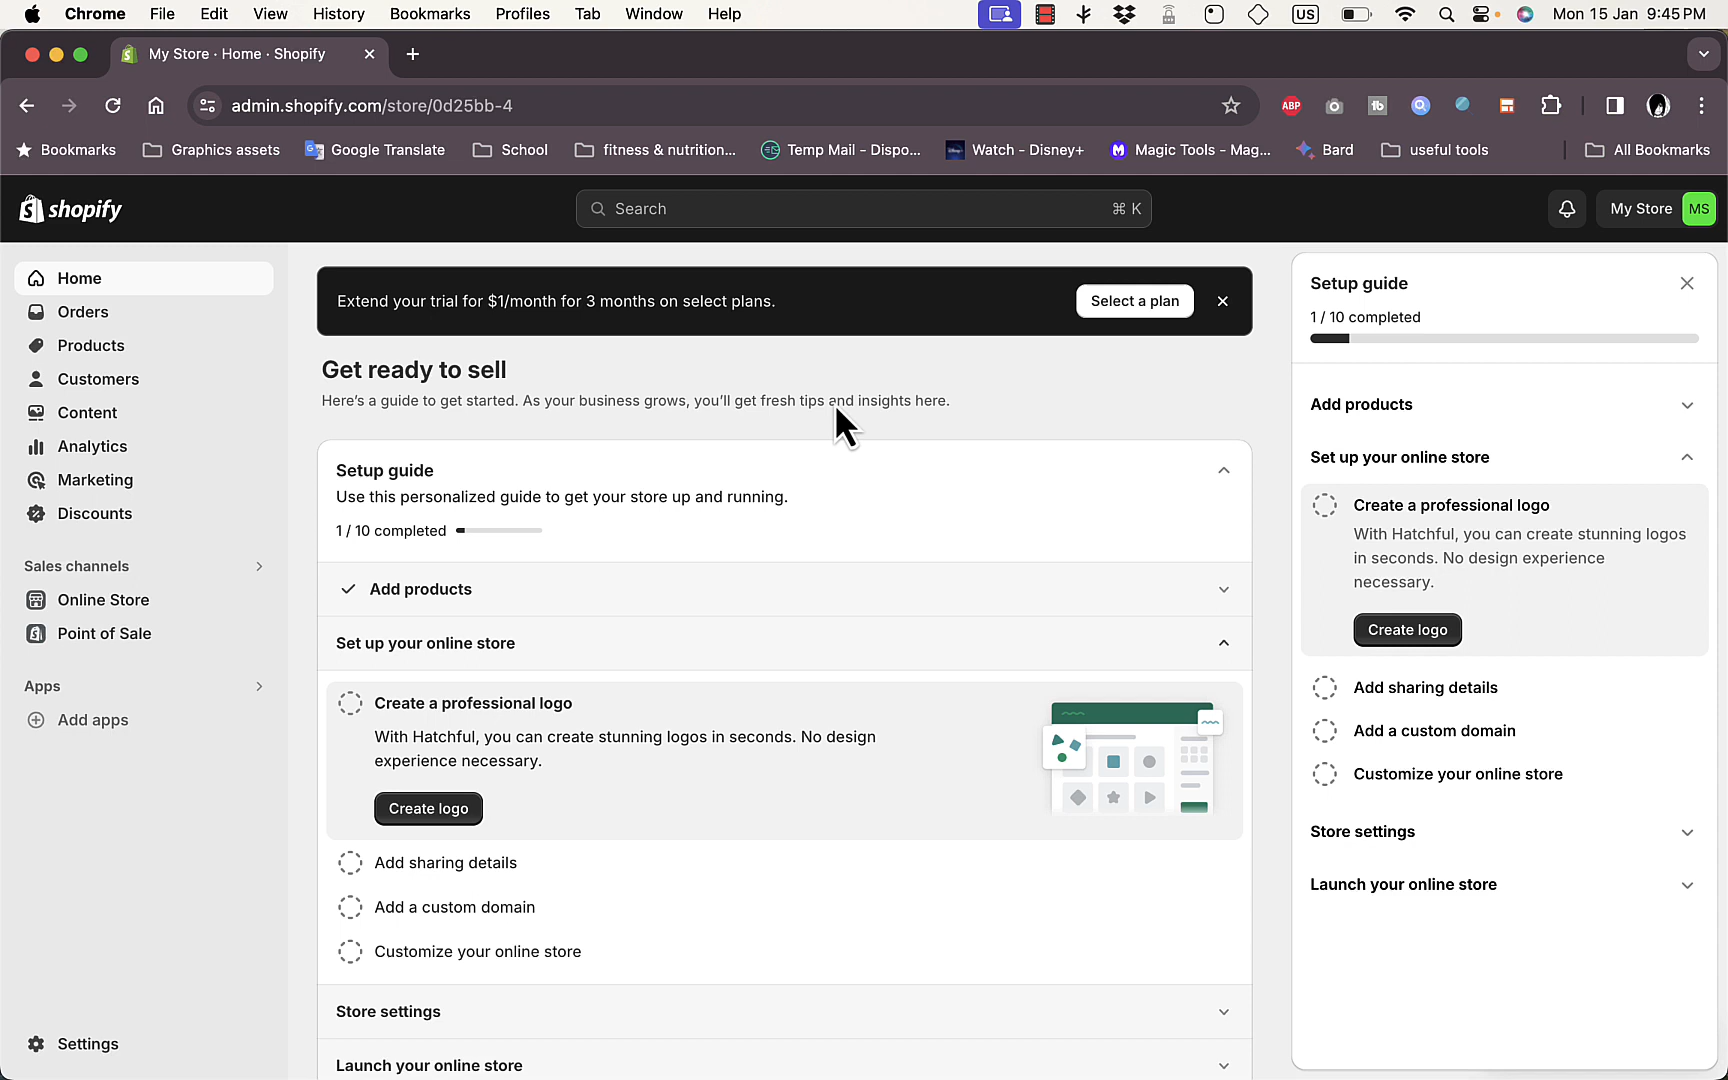 Chrome File Edit View History Bookmarks Profiles Tab Window Help US Mon 15 Jan 9:45 PM
My Store · Home · Shopify
admin.shopify.com/store/0d25bb-4 ABP tb
Bookmarks Graphics assets Google Translate School fitness & nutrition... Temp Mail - Dispo... Watch - Disney+ Magic Tools - Mag... Bard useful tools All Bookmarks
shopify Search ⌘ K My Store MS
Home
Orders
Products
Customers
Content
Analytics
Marketing
Discounts
Sales channels
Online Store
Point of Sale
Apps
Add apps
Settings
Extend your trial for $1/month for 3 months on select plans. Select a plan
Get ready to sell
Here's a guide to get started. As your business grows, you'll get fresh tips and insights here.
Setup guide
Use this personalized guide to get your store up and running.
1 / 10 completed
Add products
Set up your online store
Create a professional logo
With Hatchful, you can create stunning logos in seconds. No design
experience necessary.
Create logo
Add sharing details
Add a custom domain
Customize your online store
Store settings
Launch your online store
Setup guide
1 / 10 completed
Add products
Set up your online store
Create a professional logo
With Hatchful, you can create stunning logos
in seconds. No design experience
necessary.
Create logo
Add sharing details
Add a custom domain
Customize your online store
Store settings
Launch your online store